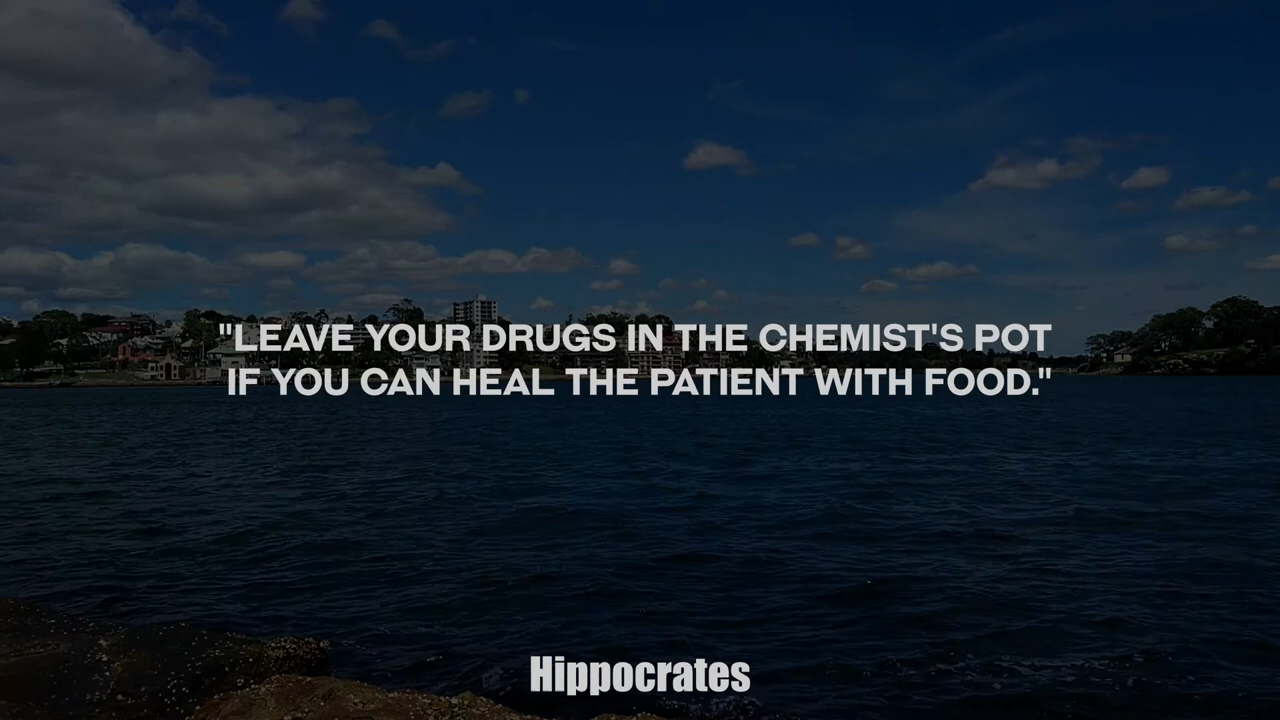 "LEAVE YOUR DRUGS IN THE CHEMIST'S POT
IF YOU CAN HEAL THE PATIENT WITH FOOD."
Hippocrates